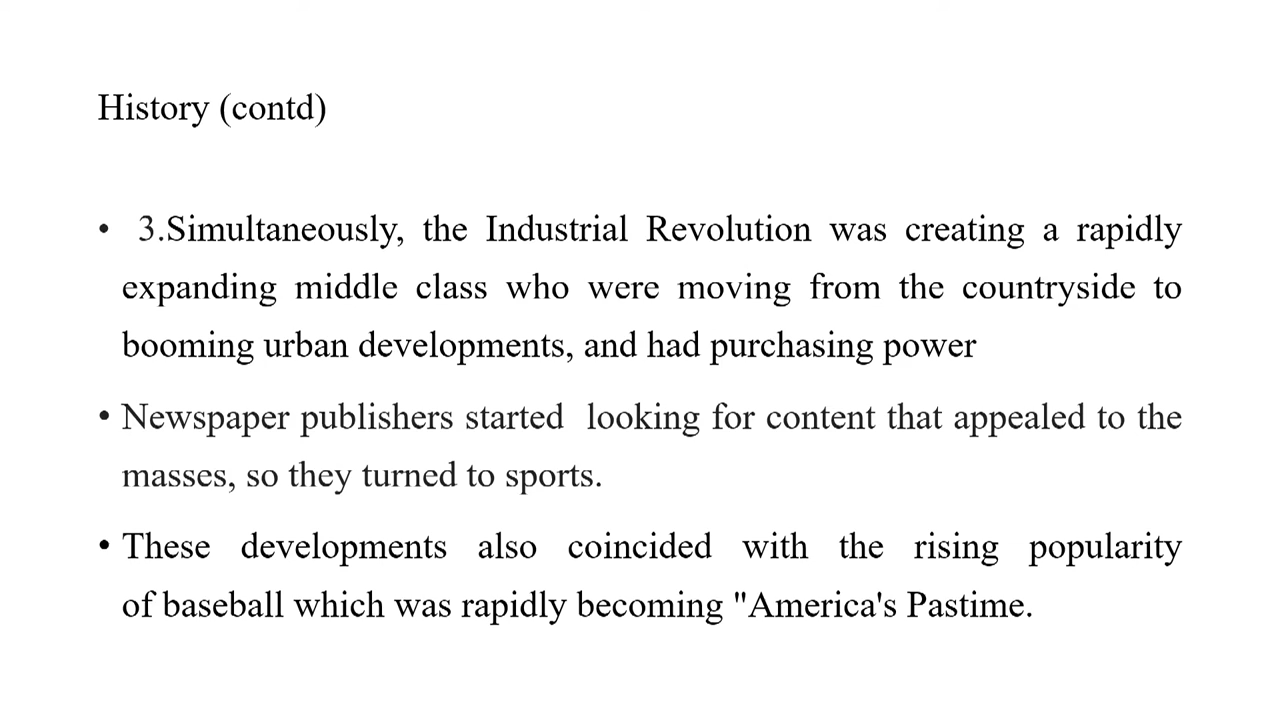 History (contd)
• 3.Simultaneously, the Industrial Revolution was creating a rapidly
expanding middle class who were moving from the countryside to
booming urban developments, and had purchasing power
• Newspaper publishers started  looking for content that appealed to the
masses, so they turned to sports.
• These developments also coincided with the rising popularity
of baseball which was rapidly becoming "America's Pastime.